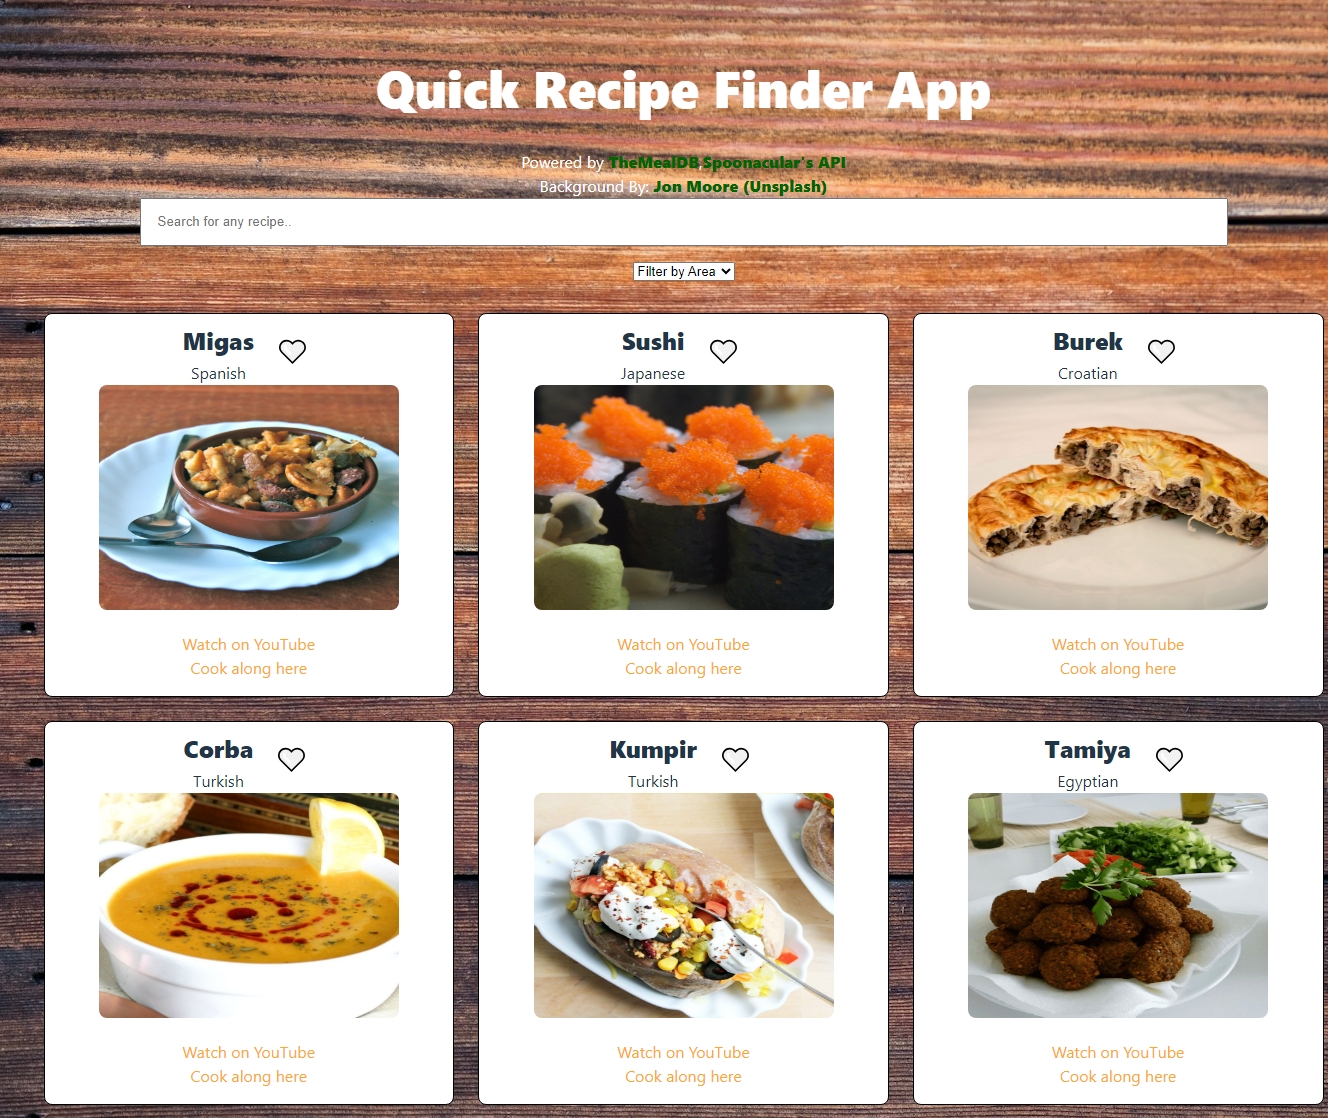 Quick Recipe Finder App
Powered by TheMealDB Spoonacular's API
Background By: Jon Moore (Unsplash)
Search for any recipe..
Filter by Area
Migas
Spanish
Watch on YouTube
Cook along here
Sushi
Japanese
Watch on YouTube
Cook along here
Burek
Croatian
Watch on YouTube
Cook along here
Corba
Turkish
Watch on YouTube
Cook along here
Kumpir
Turkish
Watch on YouTube
Cook along here
Tamiya
Egyptian
Watch on YouTube
Cook along here